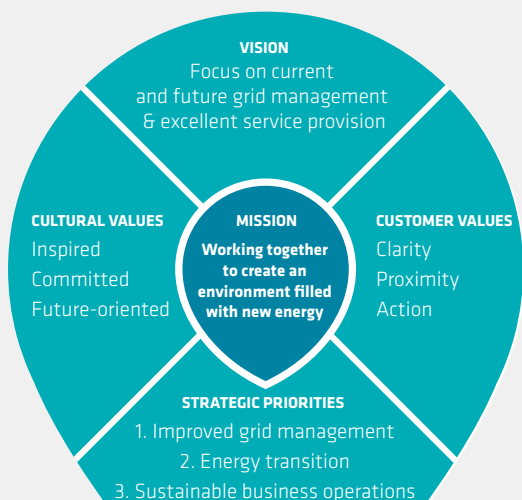 VISION
Focus on current
and future grid management
& excellent service provision
CULTURAL VALUES
Inspired
Committed
Future-oriented
MISSION
Working together
to create an
environment filled
with new energy
CUSTOMER VALUES
Clarity
Proximity
Action
STRATEGIC PRIORITIES
1. Improved grid management
2. Energy transition
3. Sustainable business operations